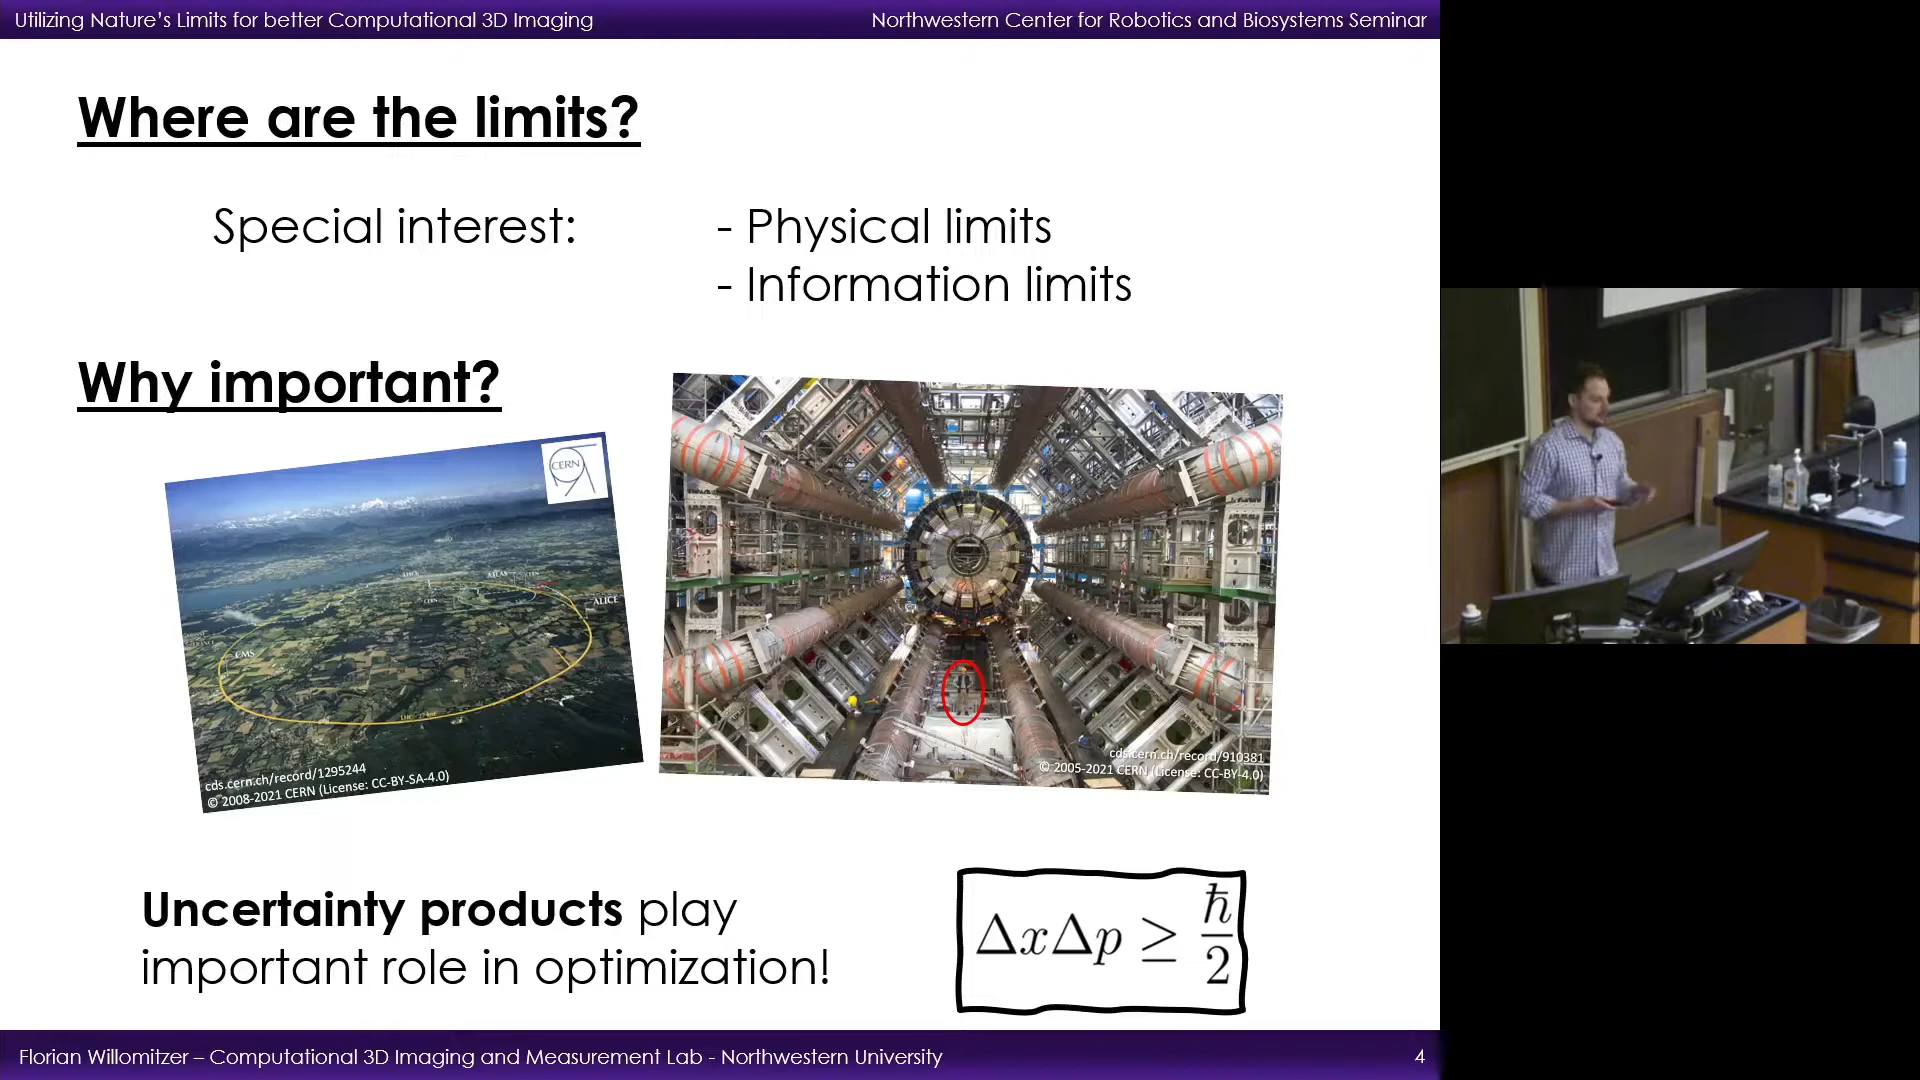 Utilizing Nature's Limits for better Computational 3D Imaging
Northwestern Center for Robotics and Biosystems Seminar
Where are the limits?
Special interest:
- Physical limits
- Information limits
Why important?
CERN
ATLAS
CERN
ALICE
CMS
cds.cern.ch/record/1295244
© 2008-2021 CERN (License: CC-BY-SA-4.0)
cds.cern.ch/record/910381
© 2005-2021 CERN (License: CC-BY-4.0)
Uncertainty products play
important role in optimization!
ΔxΔp ≥ ħ/2
Florian Willomitzer – Computational 3D Imaging and Measurement Lab - Northwestern University
4